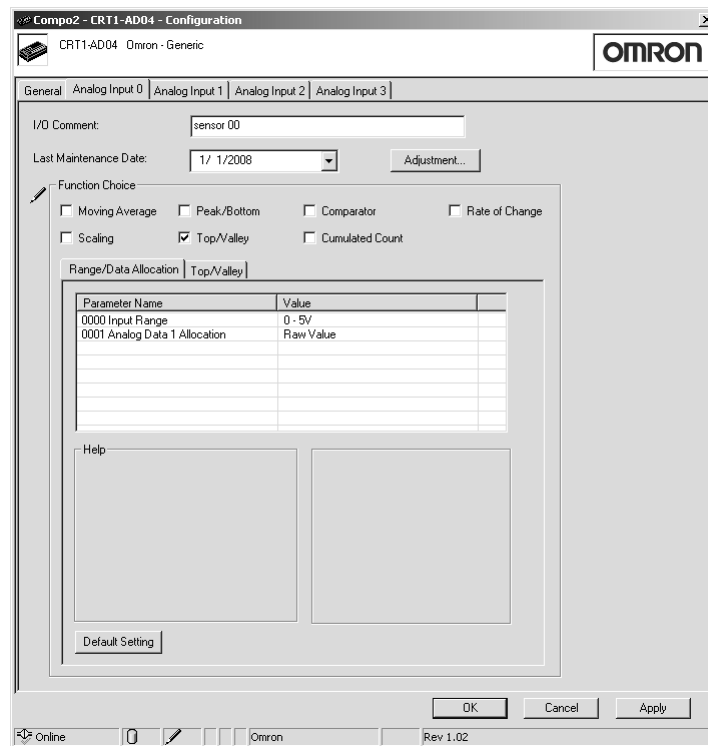 Compo2 - CRT1-AD04 - Configuration
CRT1-AD04 Omron - Generic
OMRON
General Analog Input 0 Analog Input 1 Analog Input 2 Analog Input 3
I/O Comment: sensor 00
Last Maintenance Date: 1/ 1/2008 Adjustment...
Function Choice
Moving Average Peak/Bottom Comparator Rate of Change
Scaling Top/Valley Cumulated Count
Range/Data Allocation Top/Valley
Parameter Name Value
0000 Input Range 0 - 5V
0001 Analog Data 1 Allocation Raw Value
Help
Default Setting
OK Cancel Apply
Online Omron Rev 1.02